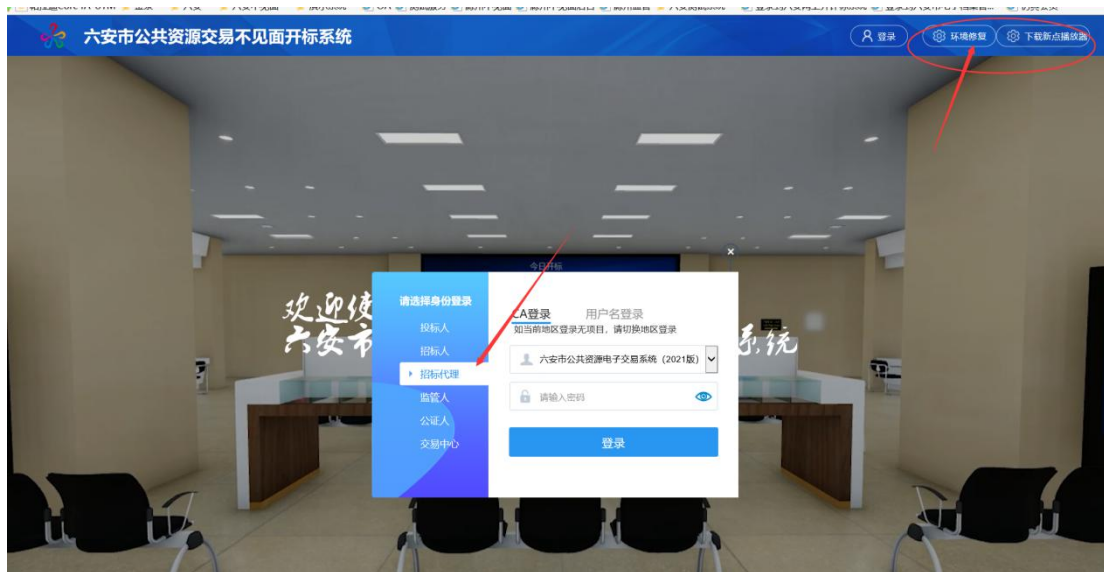 六安市公共资源交易不见面开标系统
登录
环境修复
下载新点播放器
今日开标
欢迎使
六安市
系统
请选择身份登录
投标人
招标人
招标代理
监管人
公证人
交易中心
CA登录 用户名登录
如当前地区登录无项目，请切换地区登录
六安市公共资源电子交易系统（2021版）
请输入密码
登录